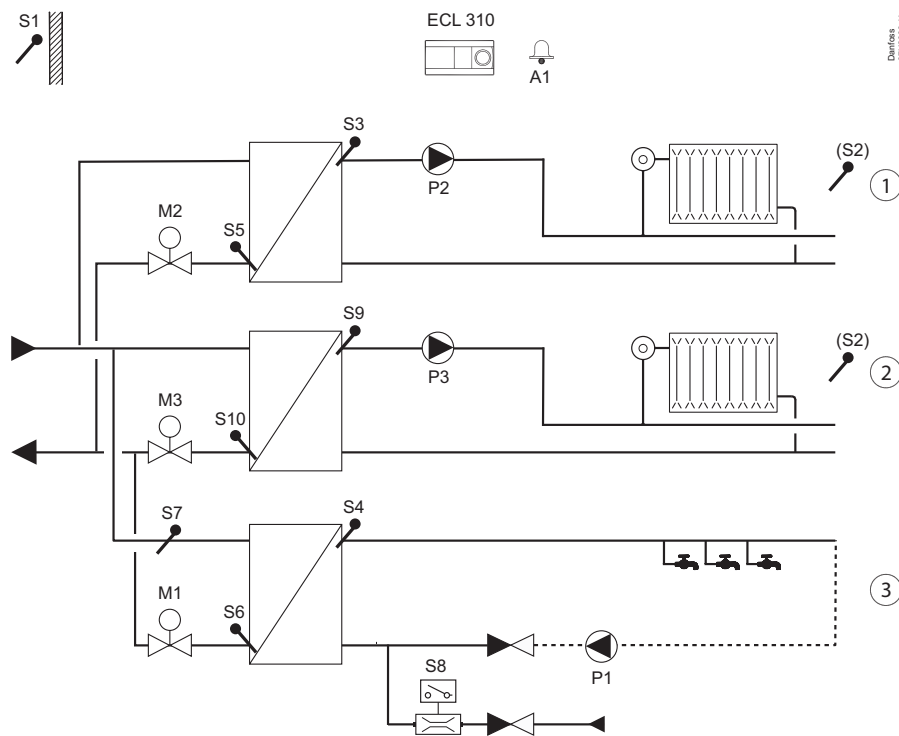 S1
ECL 310
A1
Danfoss
S3
P2
(S2)
1
M2
S5
S9
P3
(S2)
2
M3
S10
S7
S4
M1
S6
3
P1
S8